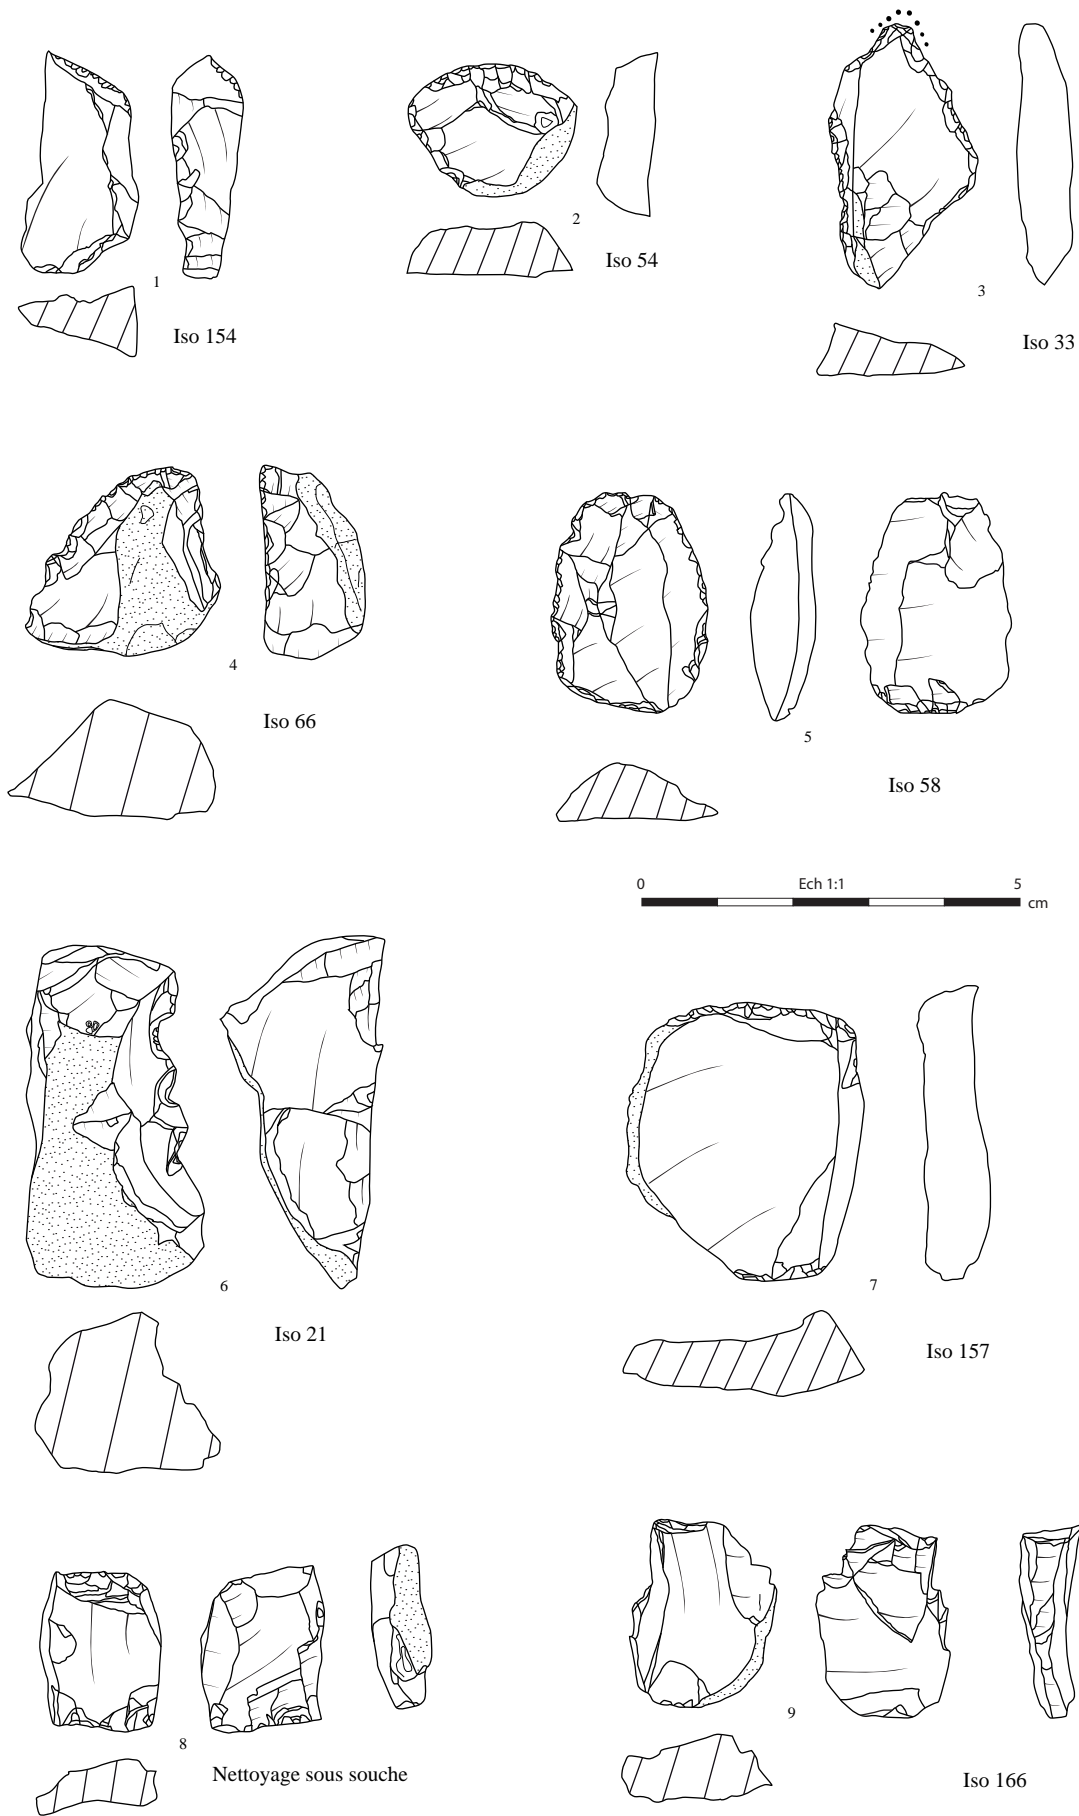 1
Iso 154
2
Iso 54
3
Iso 33
4
Iso 66
5
Iso 58
0 Ech 1:1 5
cm
6
Iso 21
7
Iso 157
8
Nettoyage sous souche
9
Iso 166